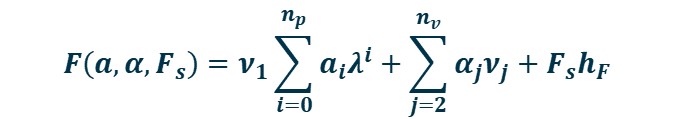 F(a, α, F_s) = ν_1 ∑_{i=0}^{n_p} a_i λ^i + ∑_{j=2}^{n_v} α_j ν_j + F_s h_F